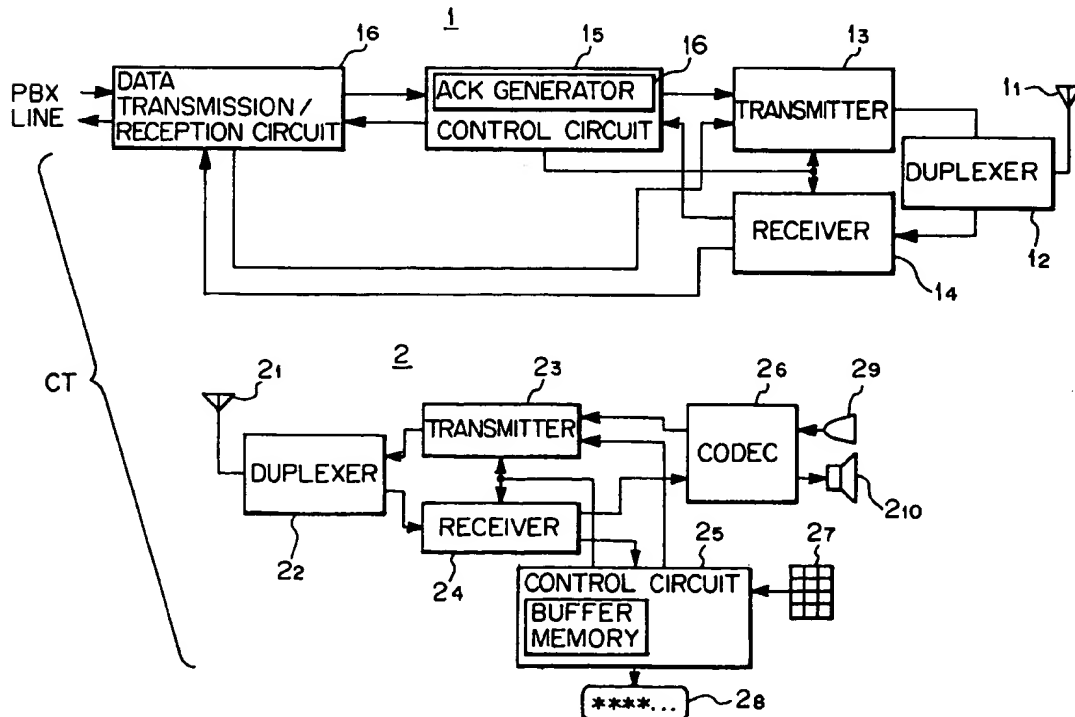 1
16
15
16
13
11
PBX
LINE
DATA
TRANSMISSION/
RECEPTION CIRCUIT
ACK GENERATOR
CONTROL CIRCUIT
TRANSMITTER
DUPLEXER
12
RECEIVER
14
CT
2
21
23
26
29
TRANSMITTER
CODEC
DUPLEXER
210
22
RECEIVER
24
25
27
CONTROL CIRCUIT
BUFFER
MEMORY
****...
28